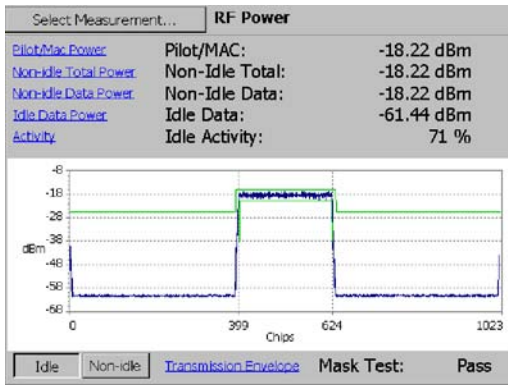 Select Measurement... RF Power
Pilot/Mac Power Pilot/MAC: -18.22 dBm
Non-idle Total Power Non-Idle Total: -18.22 dBm
Non-idle Data Power Non-Idle Data: -18.22 dBm
Idle Data Power Idle Data: -61.44 dBm
Activity Idle Activity: 71 %
-8
-18
-28
-38
dBm
-48
-58
-68
0 399 624 1023
Chips
Idle Non-idle Transmission Envelope Mask Test: Pass